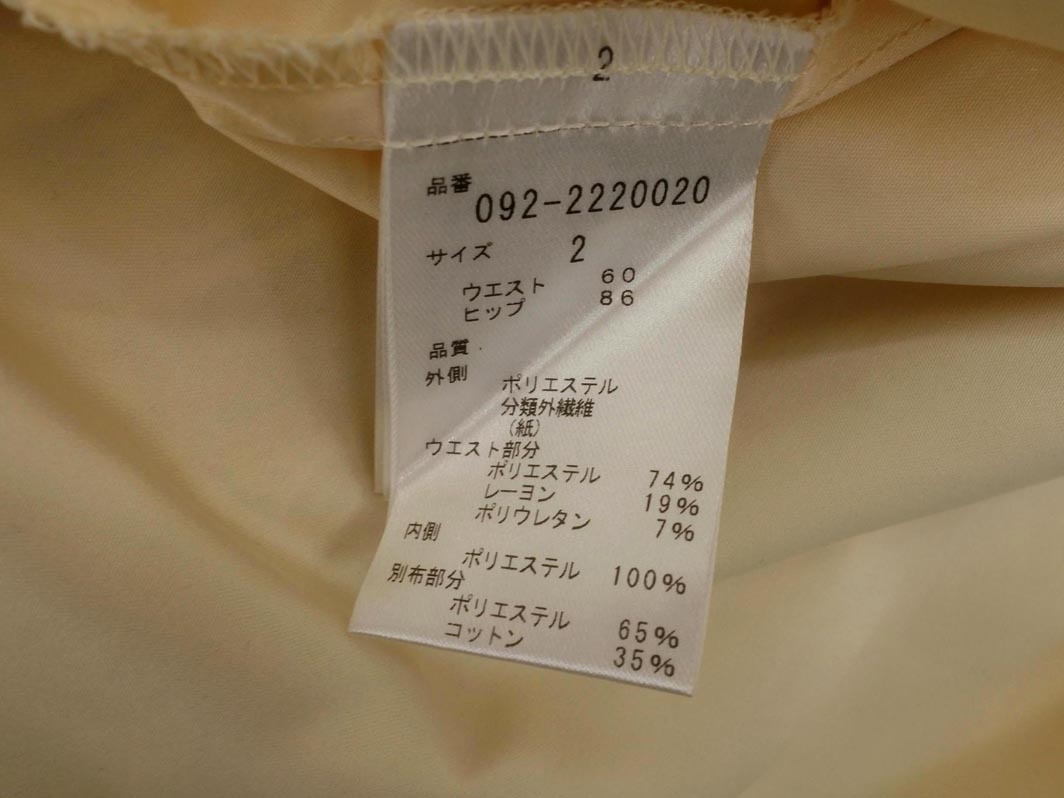 2
品番 092-2220020
サイズ 2
ウエスト 60
ヒップ 86
品質
外側
ポリエステル
分類外繊維
(紙)
ウエスト部分
ポリエステル 74%
レーヨン 19%
ポリウレタン 7%
内側
ポリエステル 100%
別布部分
ポリエステル 65%
コットン 35%